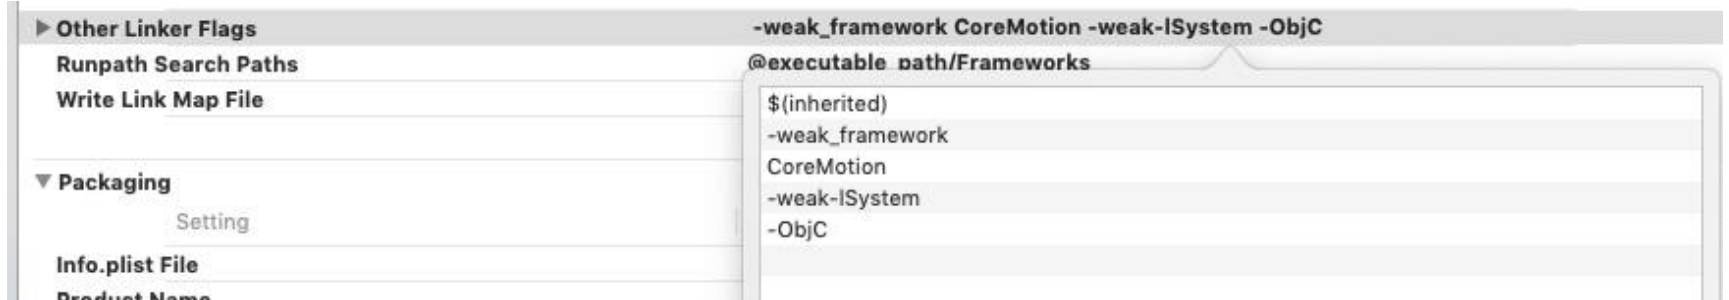 Other Linker Flags -weak_framework CoreMotion -weak-lSystem -ObjC
Runpath Search Paths @executable_path/Frameworks
Write Link Map File
$(inherited)
-weak_framework
CoreMotion
-weak-lSystem
-ObjC
Packaging
Setting
Info.plist File
Product Name